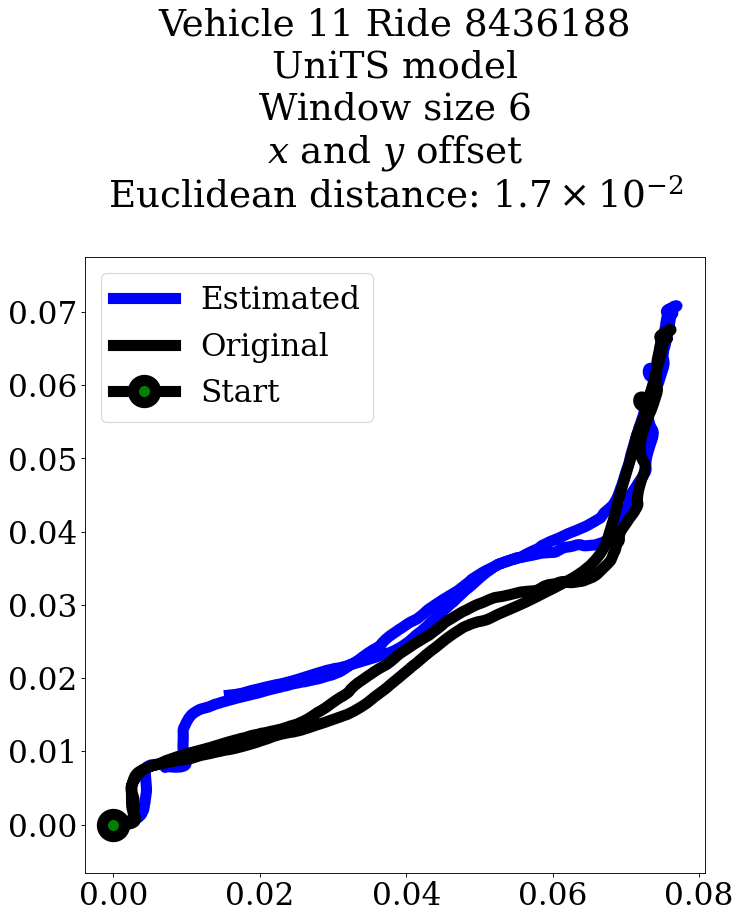 Vehicle 11 Ride 8436188
UniTS model
Window size 6
x and y offset
Euclidean distance: 1.7 × 10⁻²
Estimated
Original
Start
0.07
0.06
0.05
0.04
0.03
0.02
0.01
0.00
0.00 0.02 0.04 0.06 0.08